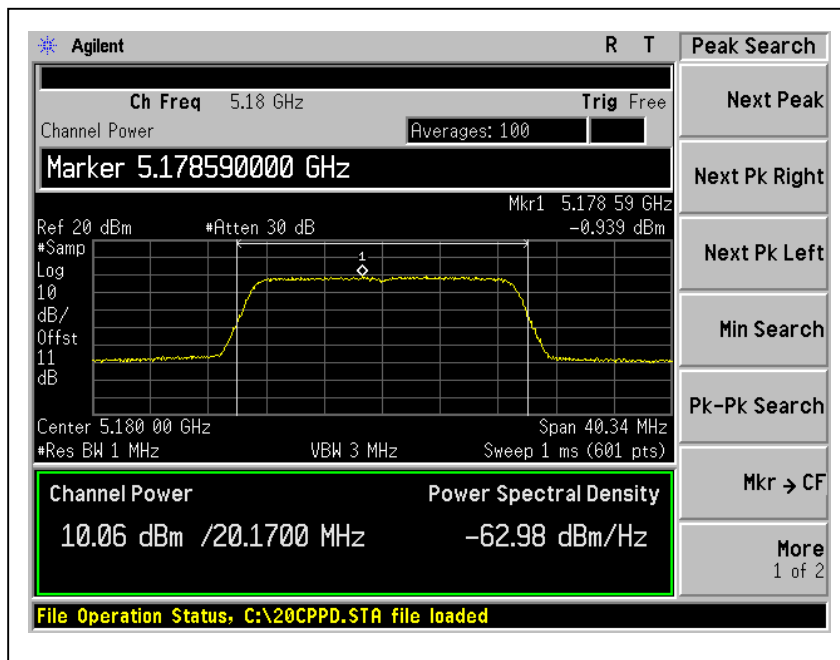 Agilent R T Peak Search
Ch Freq 5.18 GHz Trig Free
Channel Power Averages: 100
Marker 5.178590000 GHz
Mkr1 5.178 59 GHz
Ref 20 dBm #Atten 30 dB -0.939 dBm
#Samp
Log
10
dB/
Offst
11
dB
1
Center 5.180 00 GHz Span 40.34 MHz
#Res BW 1 MHz VBW 3 MHz Sweep 1 ms (601 pts)
Channel Power Power Spectral Density
10.06 dBm /20.1700 MHz -62.98 dBm/Hz
File Operation Status, C:\20CPPD.STA file loaded
Next Peak
Next Pk Right
Next Pk Left
Min Search
Pk-Pk Search
Mkr → CF
More
1 of 2